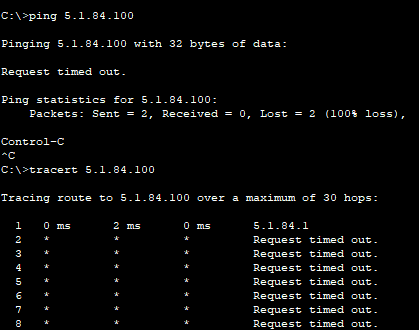 C:\>ping 5.1.84.100
Pinging 5.1.84.100 with 32 bytes of data:
Request timed out.
Ping statistics for 5.1.84.100:
Packets: Sent = 2, Received = 0, Lost = 2 (100% loss),
Control-C
^C
C:\>tracert 5.1.84.100
Tracing route to 5.1.84.100 over a maximum of 30 hops:
1 0 ms 2 ms 0 ms 5.1.84.1
2 * * * Request timed out.
3 * * * Request timed out.
4 * * * Request timed out.
5 * * * Request timed out.
6 * * * Request timed out.
7 * * * Request timed out.
8 * * * Request timed out.